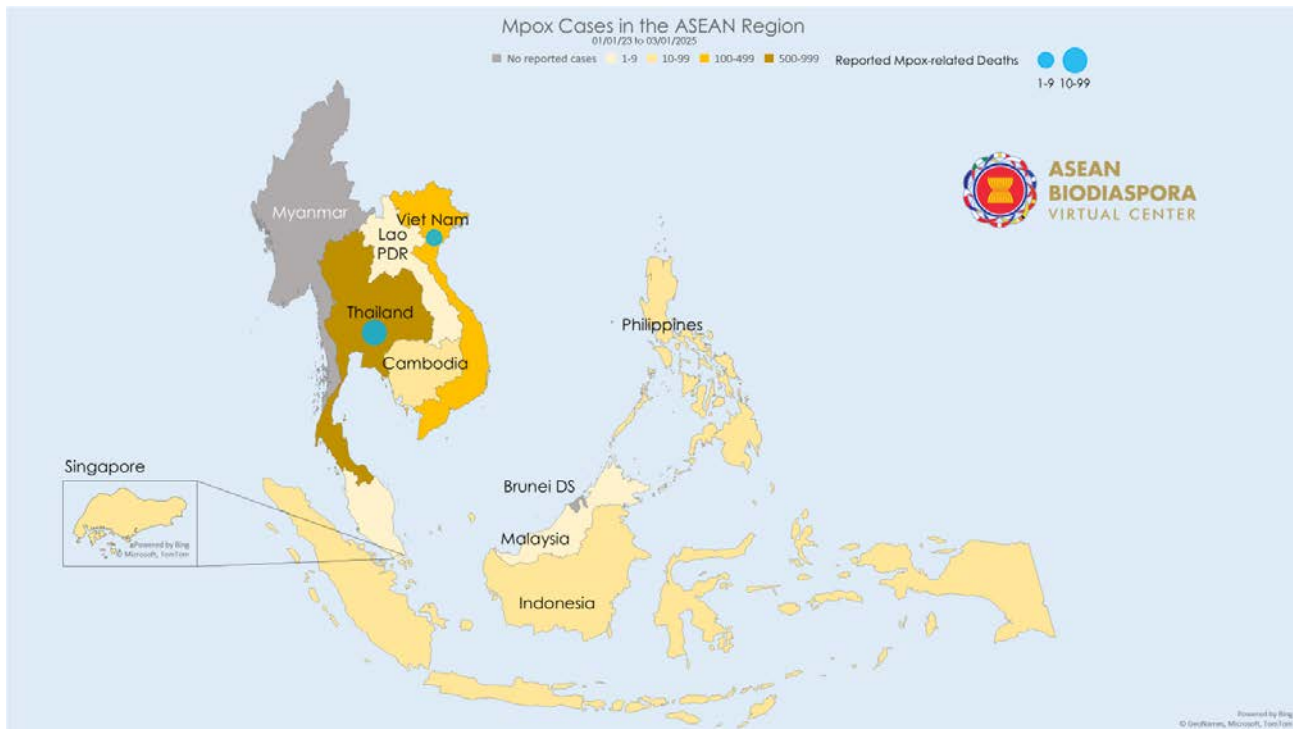 Mpox Cases in the ASEAN Region
01/01/23 to 03/01/2025
No reported cases 1-9 10-99 100-499 500-999 Reported Mpox-related Deaths
1-9 10-99
ASEAN
BIODIASPORA
VIRTUAL CENTER
Myanmar
Viet Nam
Lao
PDR
Thailand
Philippines
Cambodia
Singapore
Powered by Bing
© Microsoft, TomTom
Brunei DS
Malaysia
Indonesia
Powered by Bing
© GeoNames, Microsoft, TomTom